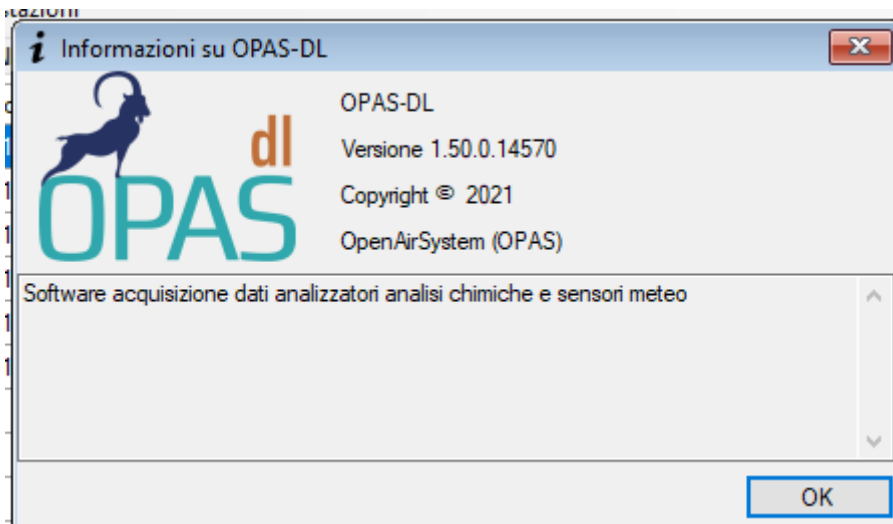 Informazioni su OPAS-DL
dl
OPAS
OPAS-DL
Versione 1.50.0.14570
Copyright © 2021
OpenAirSystem (OPAS)
Software acquisizione dati analizzatori analisi chimiche e sensori meteo
OK